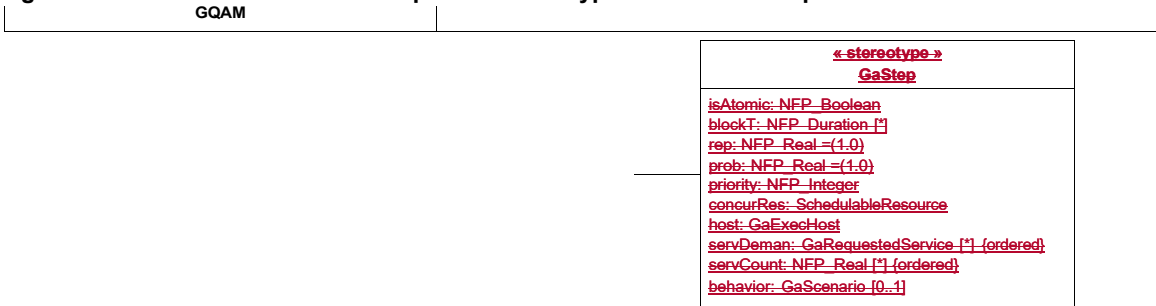 GQAM
« stereotype »
GaStep
isAtomic: NFP_Boolean
blockT: NFP_Duration [*]
rep: NFP_Real =(1.0)
prob: NFP_Real =(1.0)
priority: NFP_Integer
concurRes: SchedulableResource
host: GaExecHost
servDeman: GaRequestedService [*] {ordered}
servCount: NFP_Real [*] {ordered}
behavior: GaScenario [0..1]